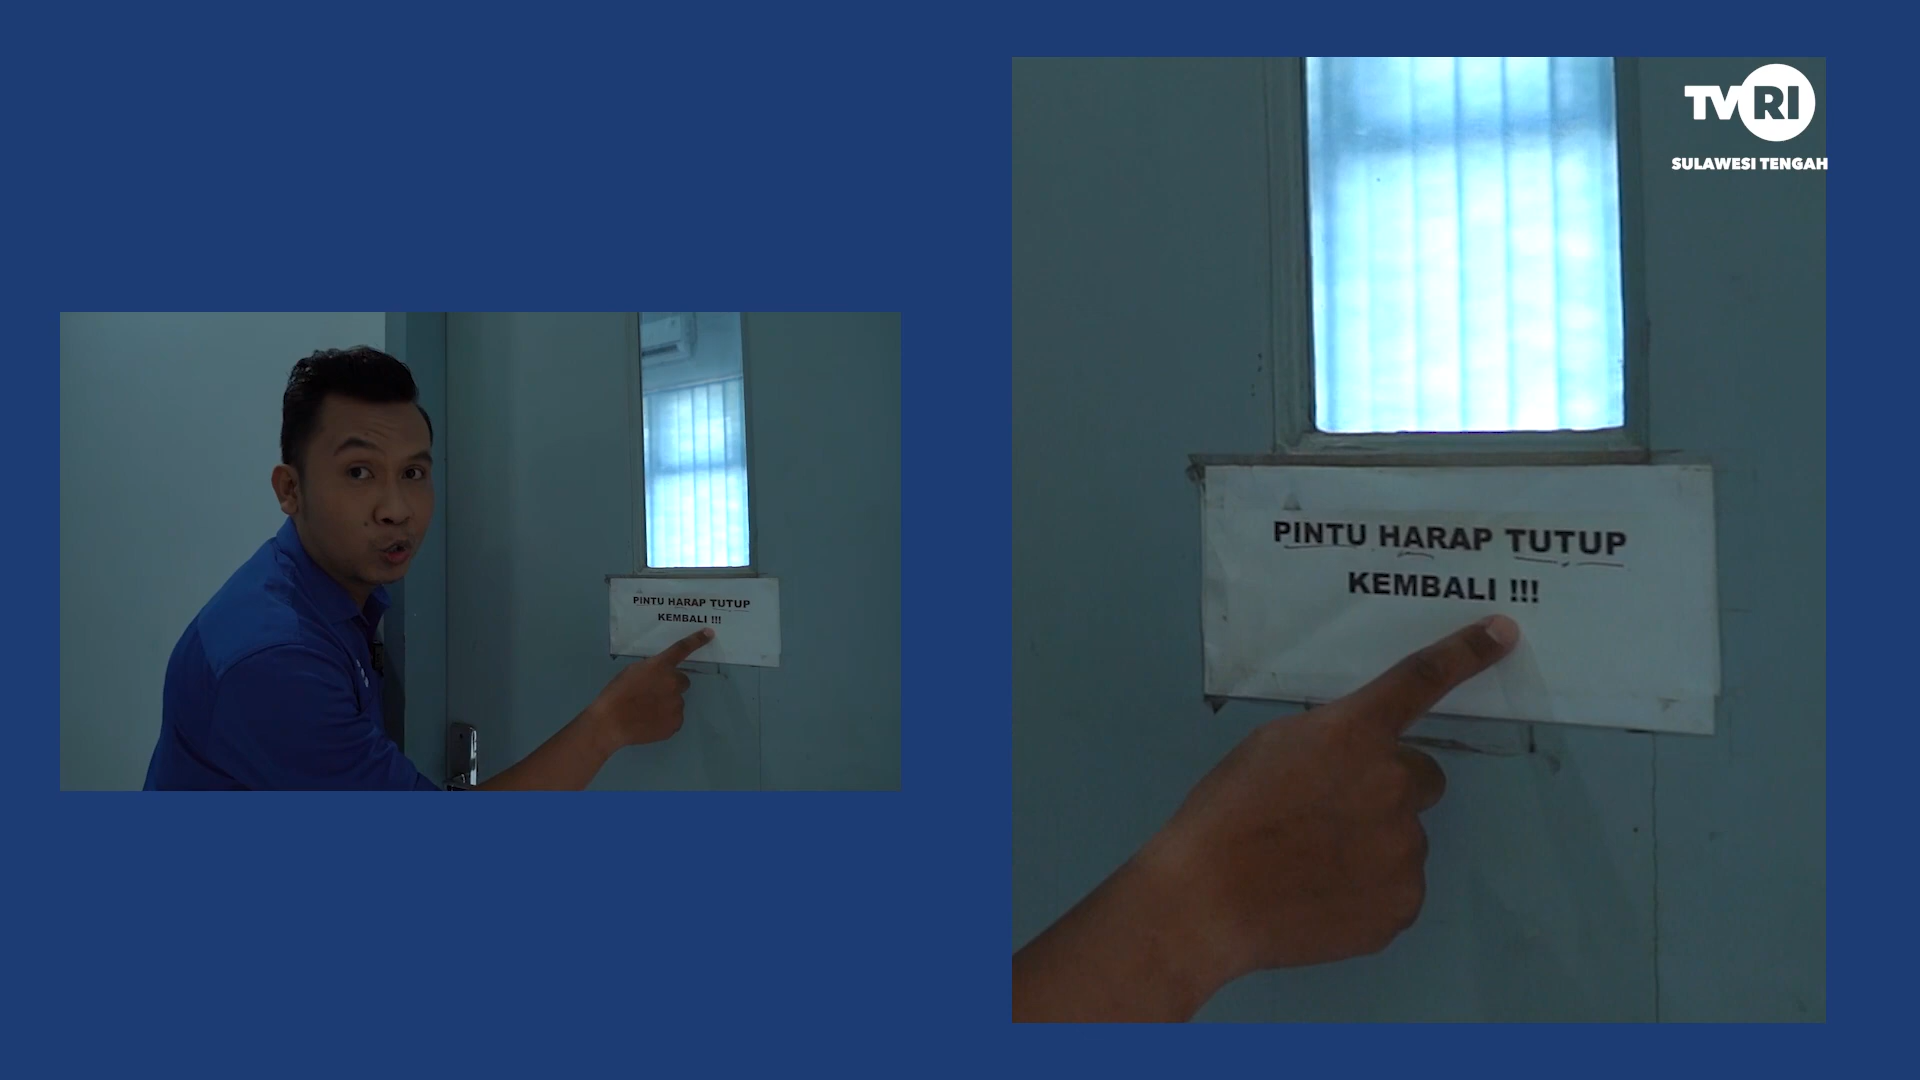 PINTU HARAP TUTUP
KEMBALI !!!
TVRI
SULAWESI TENGAH
PINTU HARAP TUTUP
KEMBALI !!!